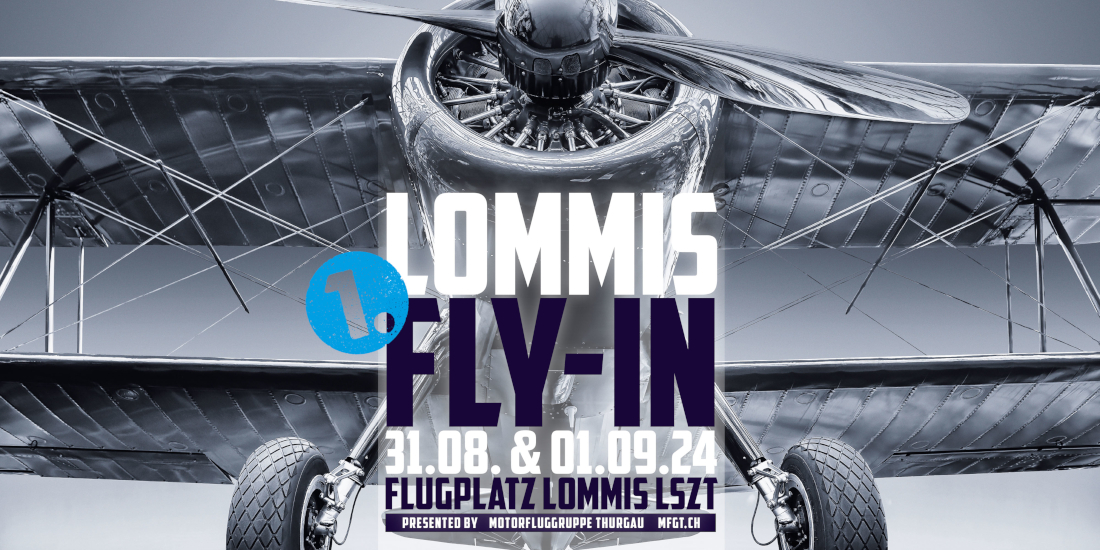 LOMMIS
1.
FLY-IN
31.08. & 01.09.24
FLUGPLATZ LOMMIS LSZT
PRESENTED BY MOTORFLUGGRUPPE THURGAU MFGT.CH